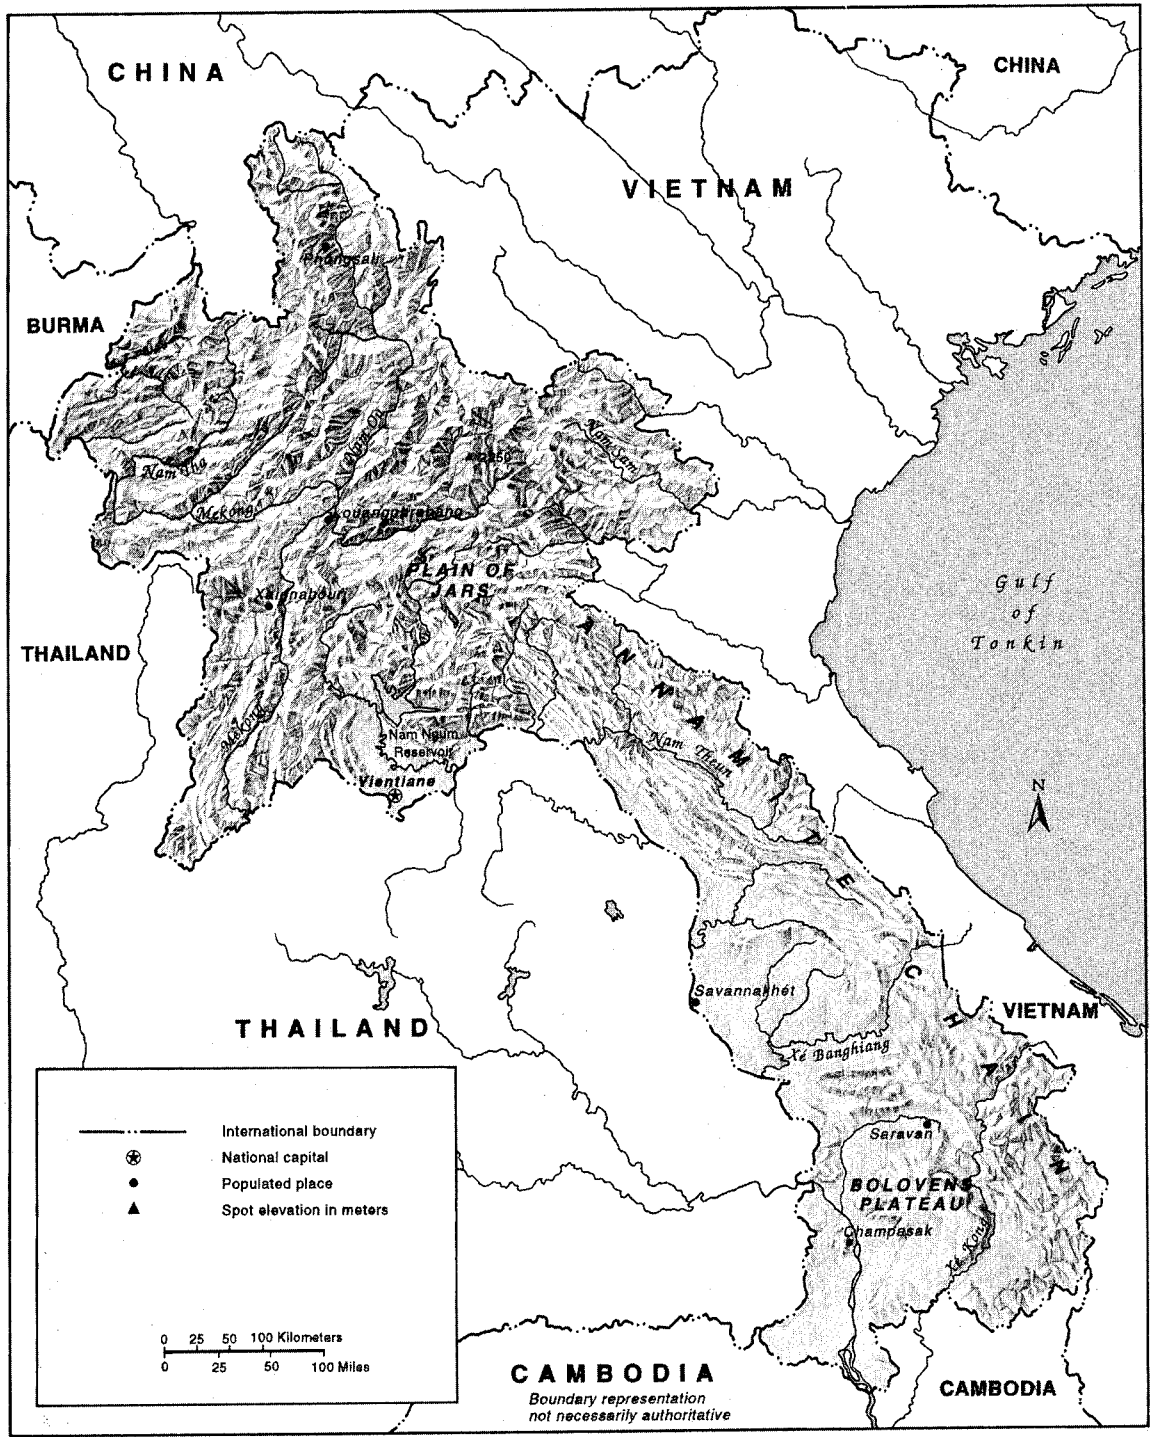 CHINA
CHINA
VIETNAM
Phôngsali
BURMA
Nam Ou
Nam Sam
Nam Tha
Mekong
Louangphrabang
PLAIN OF
JARS
Gulf
of
Tonkin
Xaignabouri
THAILAND
ANNAMITE CHAIN
Mekong
Nam Ngum
Reservoir
Nam Theun
Vientiane
N
Savannakhét
VIETNAM
THAILAND
Xé Banghiang
Saravan
BOLOVENS
PLATEAU
Champasak
Xé Kong
International boundary
National capital
Populated place
Spot elevation in meters
0 25 50 100 Kilometers
0 25 50 100 Miles
CAMBODIA
Boundary representation
not necessarily authoritative
CAMBODIA